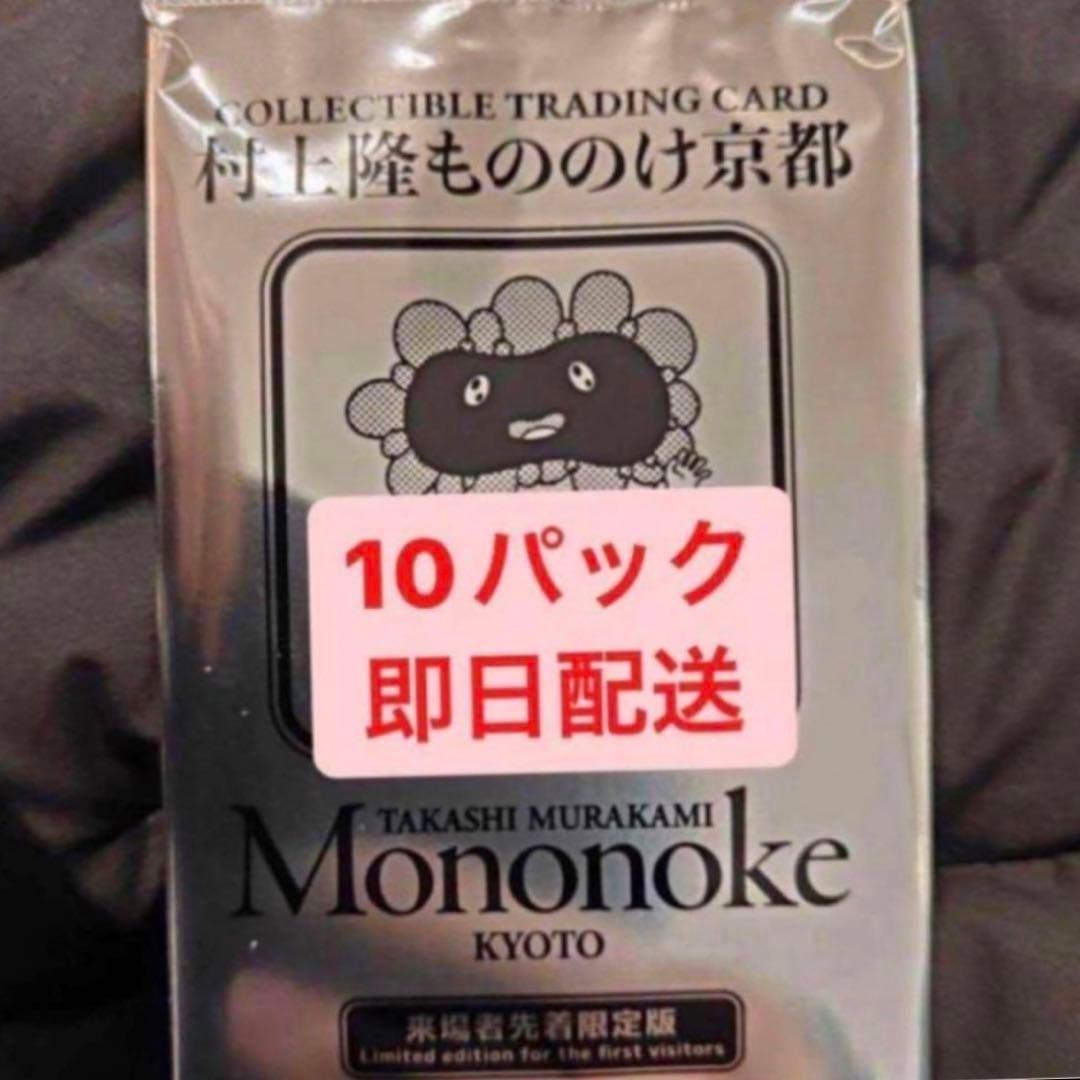 COLLECTIBLE TRADING CARD
村上隆もののけ京都
10パック
即日配送
TAKASHI MURAKAMI
Mononoke
KYOTO
来場者先着限定版
Limited edition for the first visitors